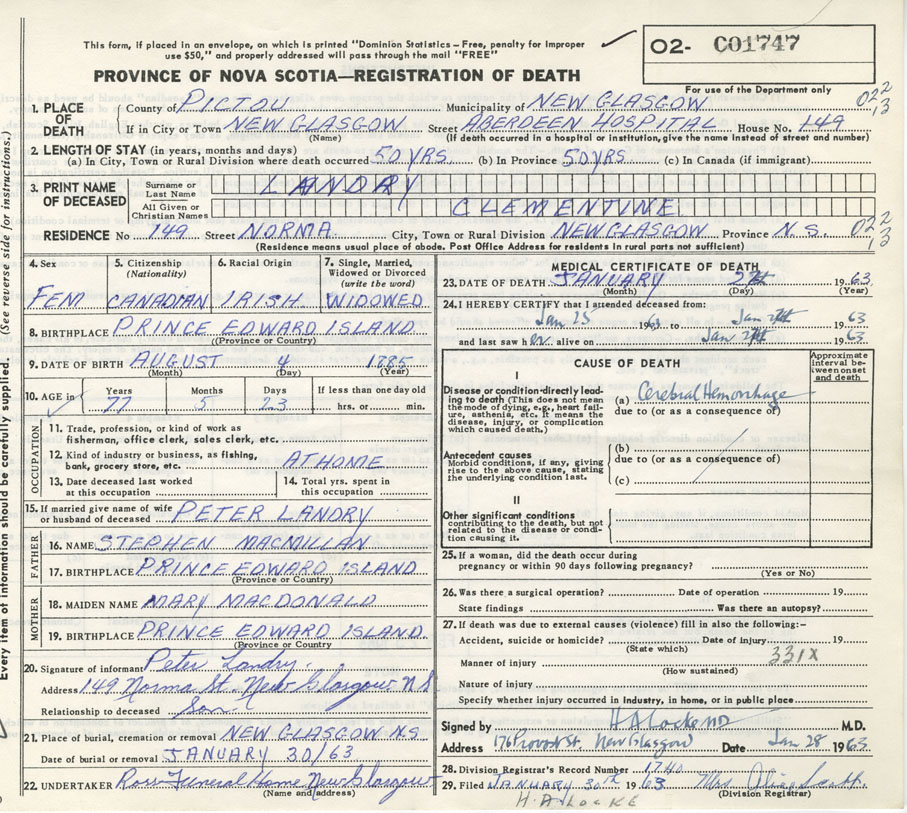 This form, if placed in an envelope, on which is printed "Dominion Statistics – Free, penalty for improper
use $50," and properly addressed will pass through the mail "FREE"
O2- C01747
PROVINCE OF NOVA SCOTIA—REGISTRATION OF DEATH
For use of the Department only
1. PLACE OF DEATH
County of PICTOU Municipality of NEW GLASGOW 022
If in City or Town NEW GLASGOW Street ABERDEEN HOSPITAL House No. 149 13
(Name) (If death occurred in a hospital or institution, give the name instead of street and number)
2. LENGTH OF STAY (in years, months and days)
(a) In City, Town or Rural Division where death occurred 50 YRS. (b) In Province 50 YRS (c) In Canada (if immigrant)
3. PRINT NAME OF DECEASED
Surname or Last Name LANDRY
All Given or Christian Names CLEMENTINE
RESIDENCE No 149 Street NORMA City, Town or Rural Division NEW GLASGOW Province N.S. 022
13
(Residence means usual place of abode. Post Office Address for residents in rural parts not sufficient)
4. Sex 5. Citizenship (Nationality) 6. Racial Origin 7. Single, Married, Widowed or Divorced (write the word)
FEM CANADIAN IRISH WIDOWED
8. BIRTHPLACE PRINCE EDWARD ISLAND
(Province or Country)
9. DATE OF BIRTH AUGUST 4 1885
(Month) (Day) (Year)
10. AGE in Years Months Days If less than one day old
77 5 23 hrs. or min.
OCCUPATION
11. Trade, profession, or kind of work as
fisherman, office clerk, sales clerk, etc.
12. Kind of industry or business, as fishing,
bank, grocery store, etc. AT HOME
13. Date deceased last worked at this occupation
14. Total yrs. spent in this occupation
15. If married give name of wife
or husband of deceased PETER LANDRY
FATHER
16. NAME STEPHEN MACMILLAN
17. BIRTHPLACE PRINCE EDWARD ISLAND
(Province or Country)
MOTHER
18. MAIDEN NAME MARY MACDONALD
19. BIRTHPLACE PRINCE EDWARD ISLAND
(Province or Country)
20. Signature of informant Peter Landry.
Address 149 Norma St. New Glasgow N S
Relationship to deceased Son
21. Place of burial, cremation or removal NEW GLASGOW N.S.
Date of burial or removal JANUARY 30/63
22. UNDERTAKER Ross Funeral Home New Glasgow
(Name and address)
MEDICAL CERTIFICATE OF DEATH
23. DATE OF DEATH JANUARY 27th 1963
(Month) (Day) (Year)
24. I HEREBY CERTIFY that I attended deceased from:
Jan 25 1963 to Jan 27th 1963
and last saw her alive on Jan 27th 1963
CAUSE OF DEATH
Approximate interval between onset and death
I
Disease or condition directly leading to death (This does not mean
the mode of dying, e.g., heart failure, asthenia, etc. It means the
disease, injury, or complication
which caused death.)
(a) Cerebral Hemorrhage
due to (or as a consequence of)
Antecedent causes
Morbid conditions, if any, giving
rise to the above cause, stating
the underlying condition last.
(b)
due to (or as a consequence of)
(c)
II
Other significant conditions
contributing to the death, but not
related to the disease or condition
causing it.
25. If a woman, did the death occur during
pregnancy or within 90 days following pregnancy?
(Yes or No)
26. Was there a surgical operation? Date of operation 19
State findings Was there an autopsy?
27. If death was due to external causes (violence) fill in also the following:–
Accident, suicide or homicide? Date of injury 19
(State which)
331X
Manner of injury
(How sustained)
Nature of injury
Specify whether injury occurred in industry, in home, or in public place
Signed by H A Locke MD M.D.
Address 176 Provost St. New Glasgow Date Jan 28 1963
28. Division Registrar's Record Number 1740
29. Filed JANUARY 30th 1963 Mrs
(Division Registrar)
H. A LOCKE
Every item of information should be carefully supplied. (See reverse side for instructions.)